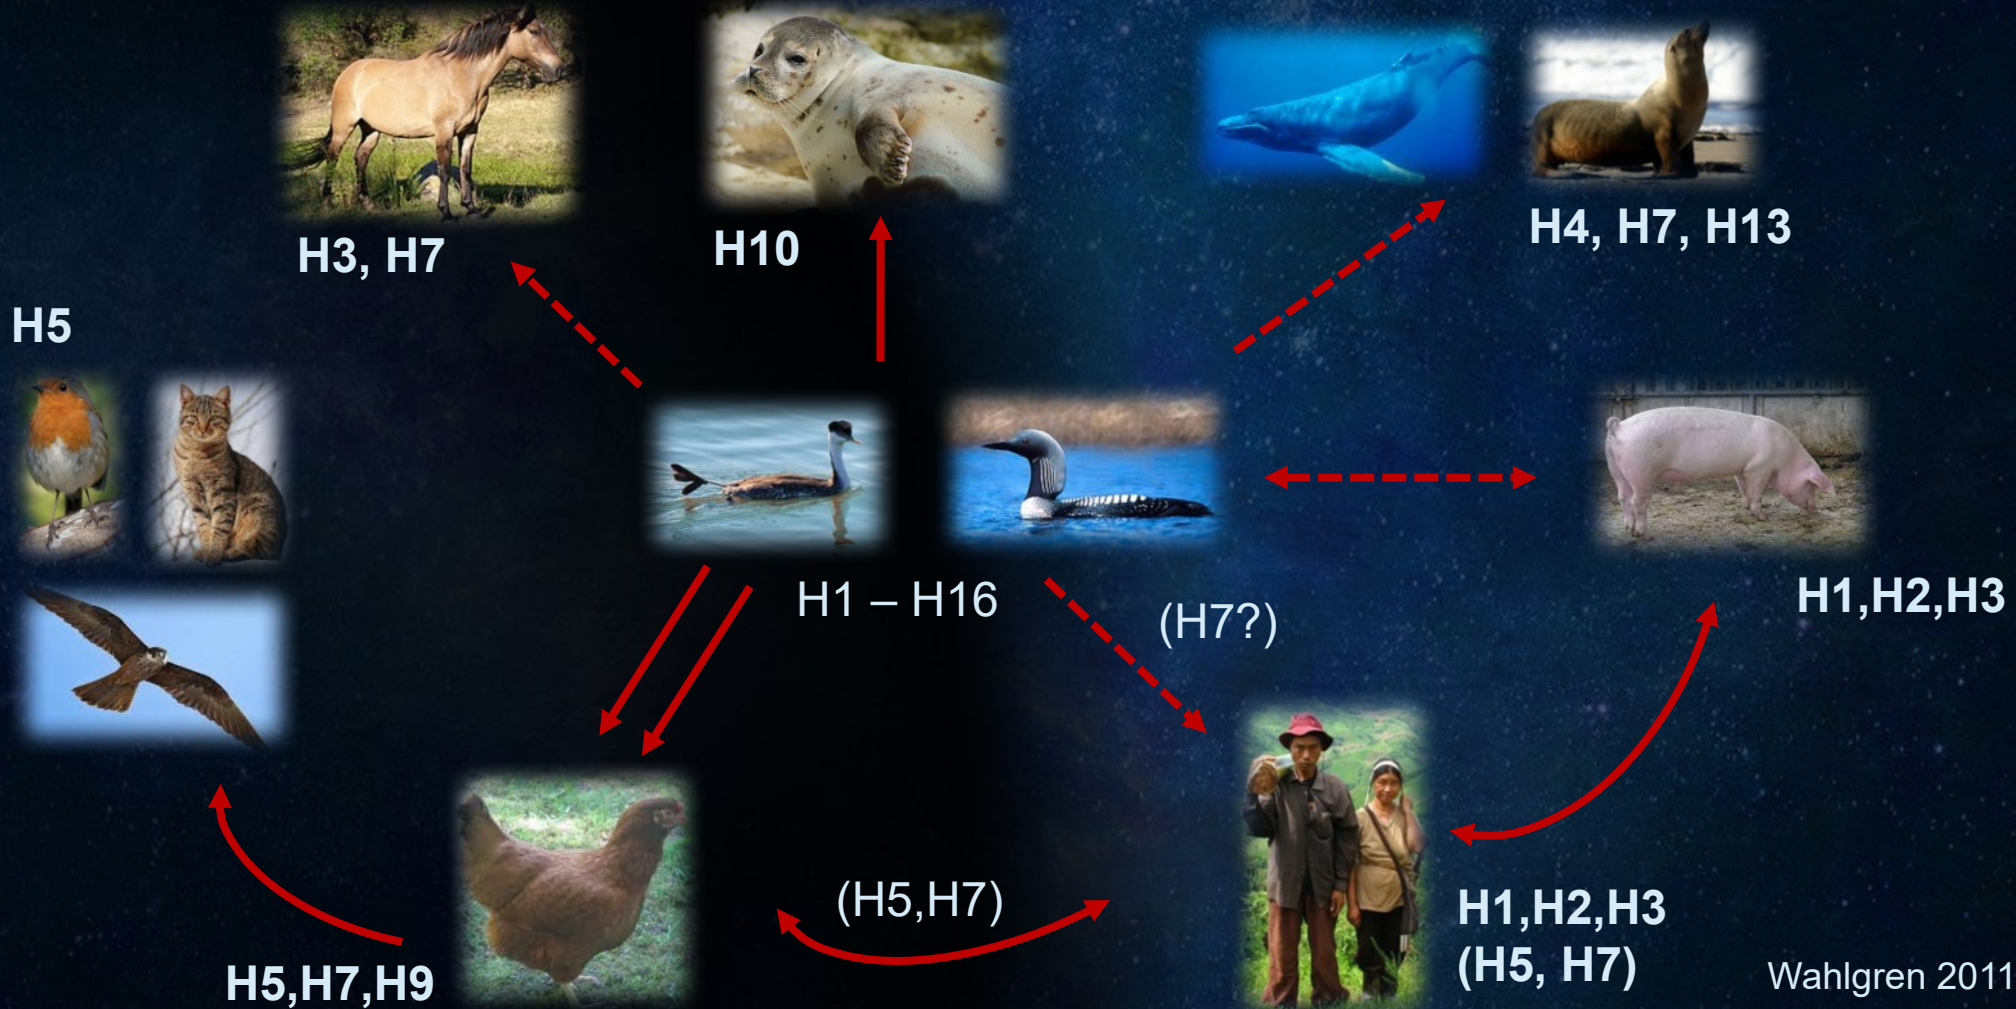 H3, H7
H10
H4, H7, H13
H5
H1 – H16
(H7?)
H1,H2,H3
(H5,H7)
H1,H2,H3
(H5, H7)
H5,H7,H9
Wahlgren 2011